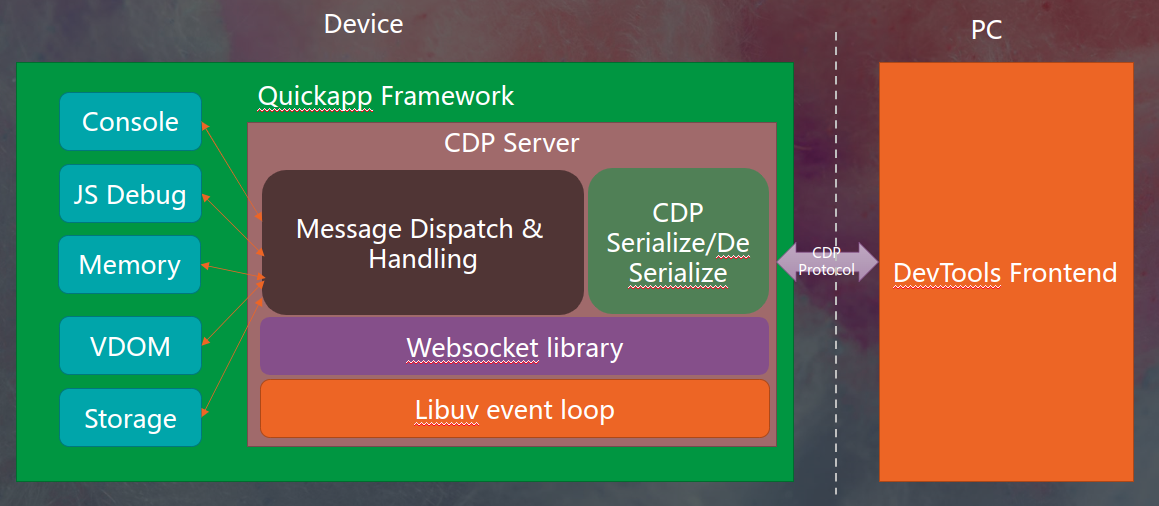 Device
PC
Quickapp Framework
Console
JS Debug
Memory
VDOM
Storage
CDP Server
Message Dispatch &
Handling
CDP
Serialize/De
Serialize
Websocket library
Libuv event loop
CDP
Protocol
DevTools Frontend